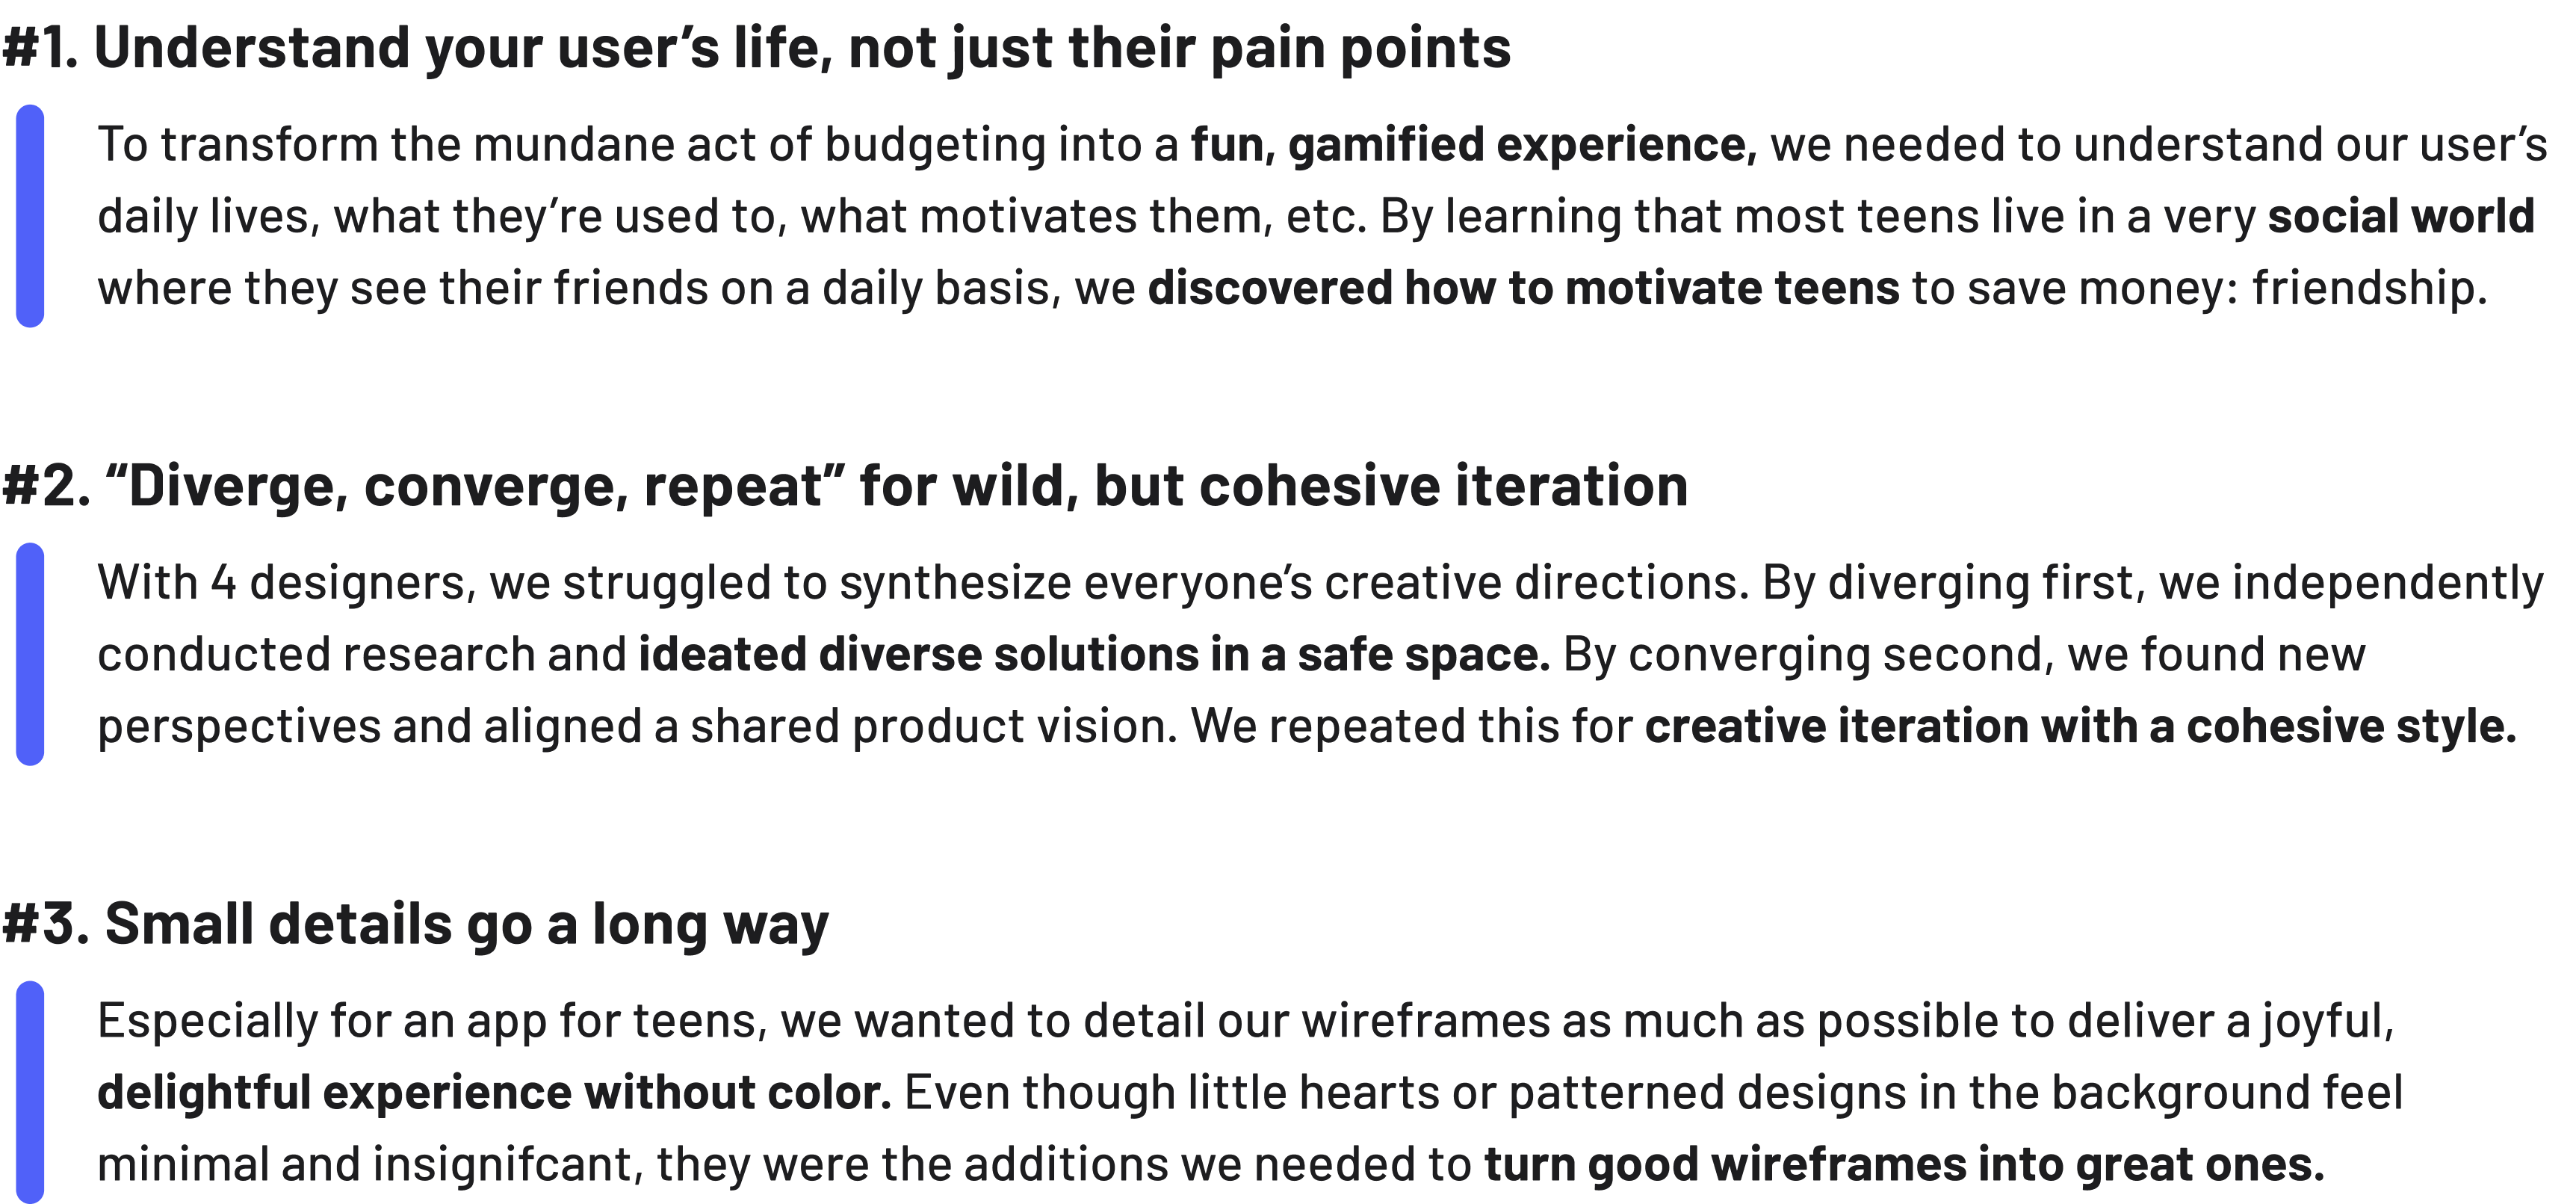 #1. Understand your user’s life, not just their pain points
To transform the mundane act of budgeting into a fun, gamified experience, we needed to understand our user’s
daily lives, what they’re used to, what motivates them, etc. By learning that most teens live in a very social world
where they see their friends on a daily basis, we discovered how to motivate teens to save money: friendship.
#2. “Diverge, converge, repeat” for wild, but cohesive iteration
With 4 designers, we struggled to synthesize everyone’s creative directions. By diverging first, we independently
conducted research and ideated diverse solutions in a safe space. By converging second, we found new
perspectives and aligned a shared product vision. We repeated this for creative iteration with a cohesive style.
#3. Small details go a long way
Especially for an app for teens, we wanted to detail our wireframes as much as possible to deliver a joyful,
delightful experience without color. Even though little hearts or patterned designs in the background feel
minimal and insignifcant, they were the additions we needed to turn good wireframes into great ones.